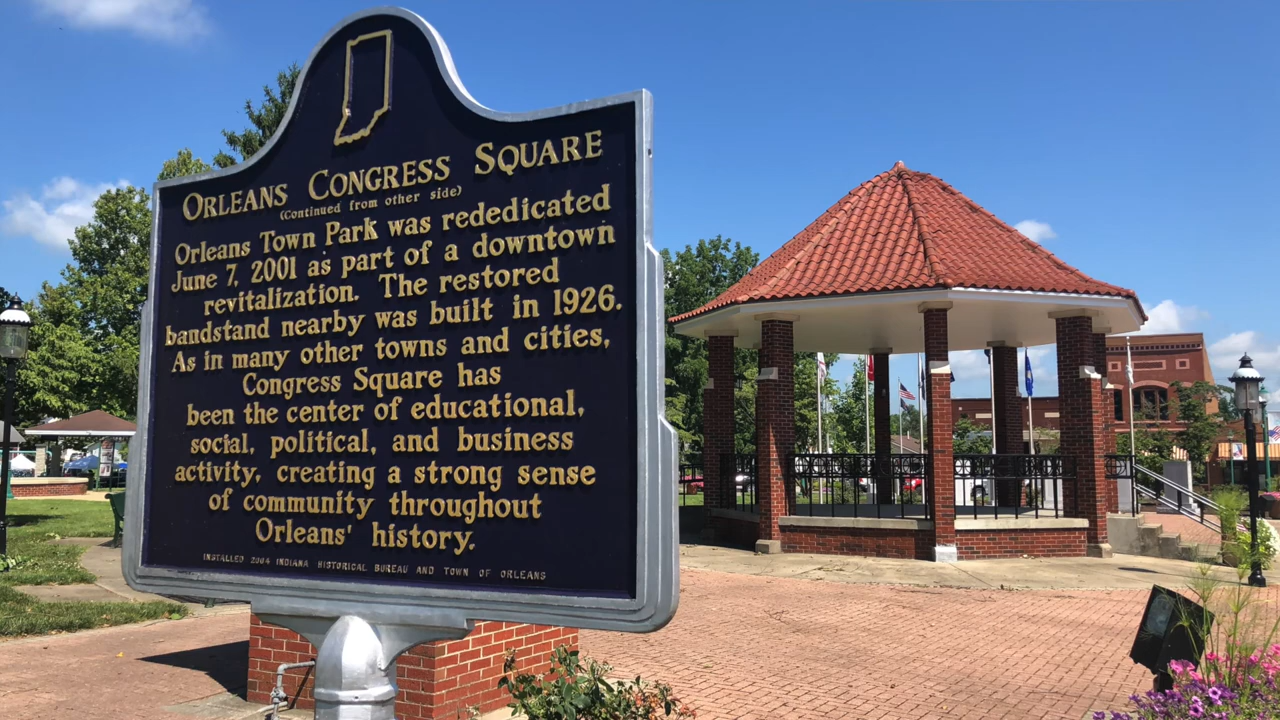 ORLEANS CONGRESS SQUARE
(Continued from other side)
Orleans Town Park was rededicated
June 7, 2001 as part of a downtown
revitalization. The restored
bandstand nearby was built in 1926.
As in many other towns and cities,
Congress Square has
been the center of educational,
social, political, and business
activity, creating a strong sense
of community throughout
Orleans' history.
INSTALLED 2004 INDIANA HISTORICAL BUREAU AND TOWN OF ORLEANS